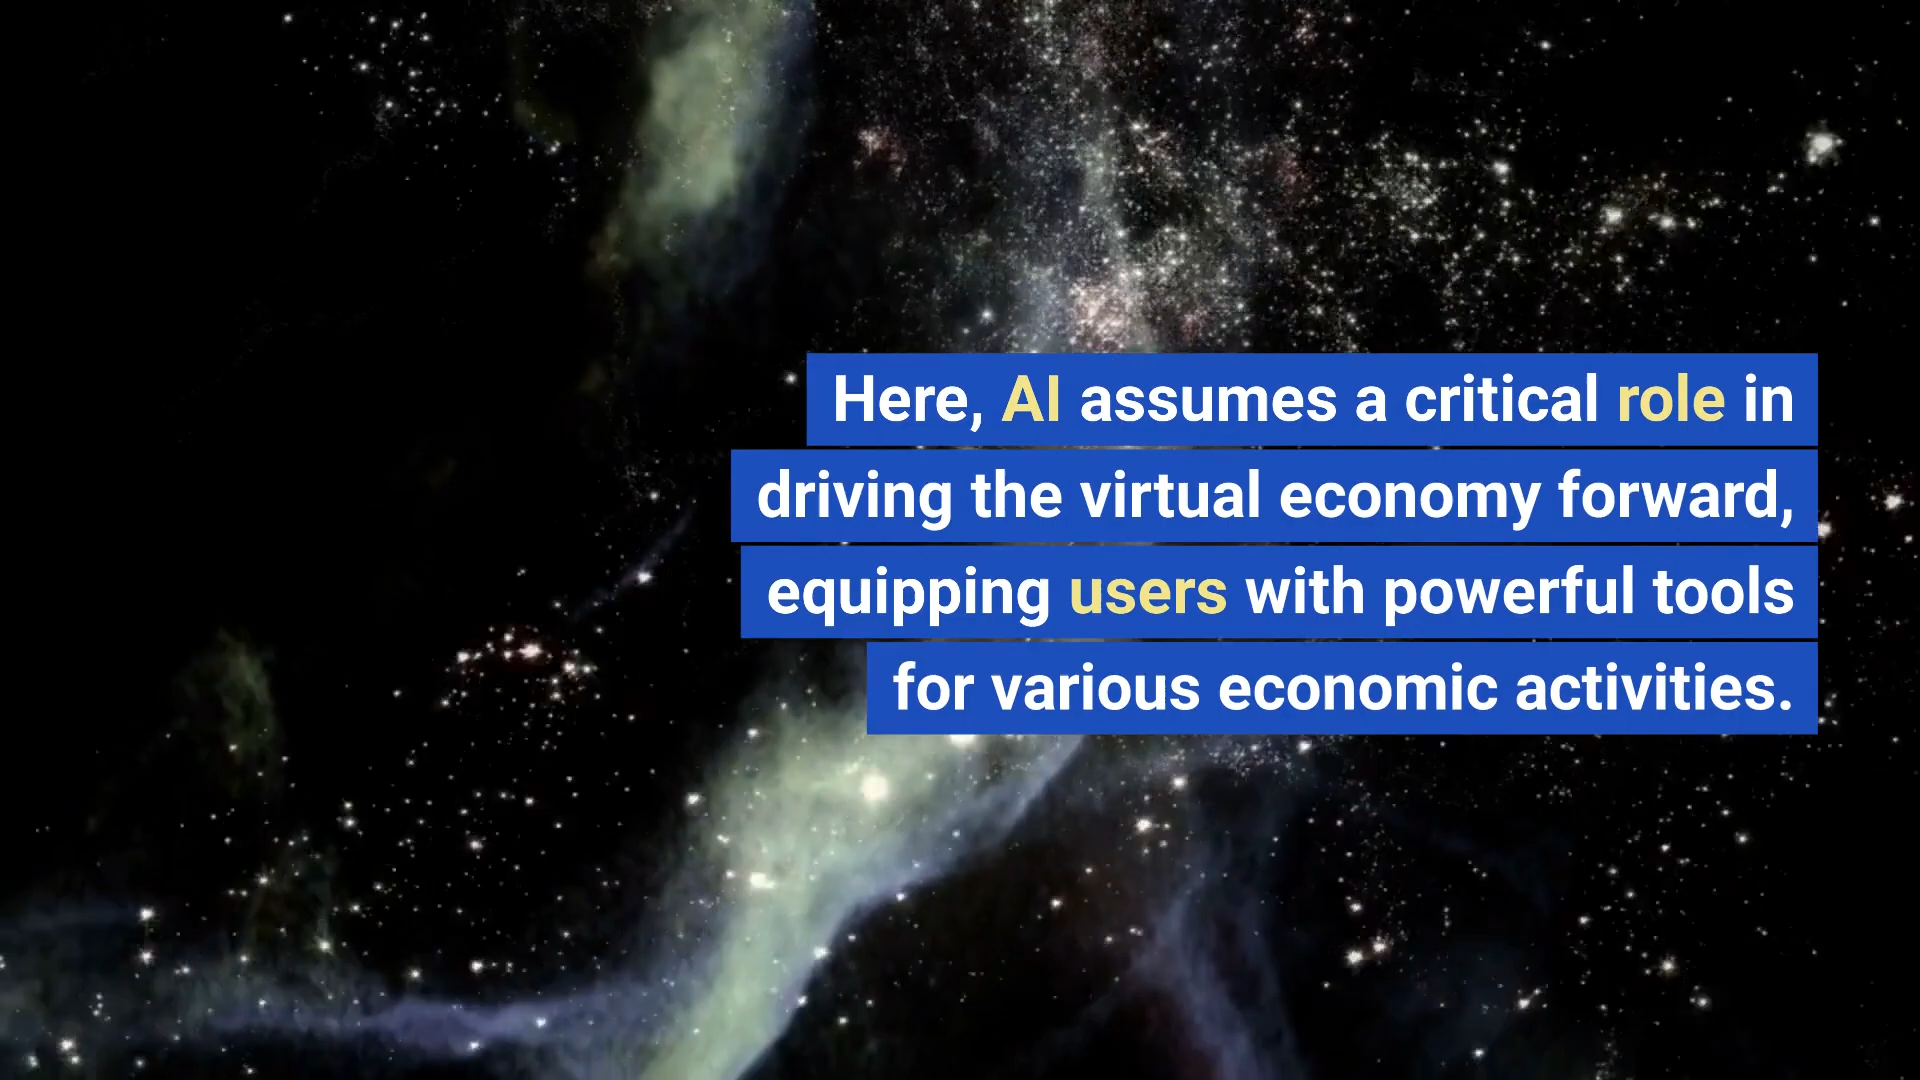 Here, AI assumes a critical role in
driving the virtual economy forward,
equipping users with powerful tools
for various economic activities.